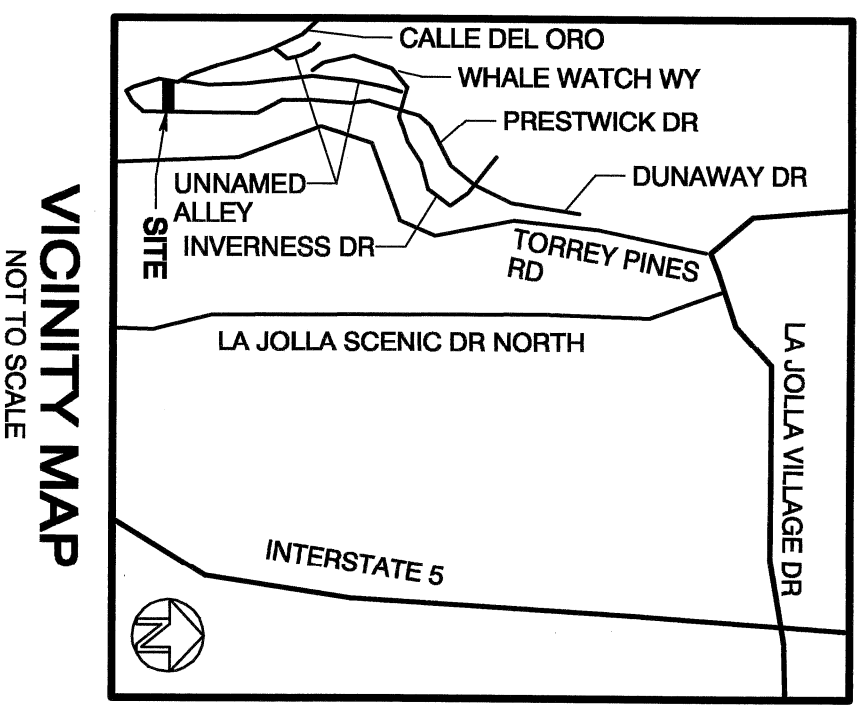 CALLE DEL ORO
WHALE WATCH WY
PRESTWICK DR
DUNAWAY DR
UNNAMED
ALLEY
INVERNESS DR
SITE
TORREY PINES
RD
LA JOLLA SCENIC DR NORTH
LA JOLLA VILLAGE DR
INTERSTATE 5
N
VICINITY MAP
NOT TO SCALE